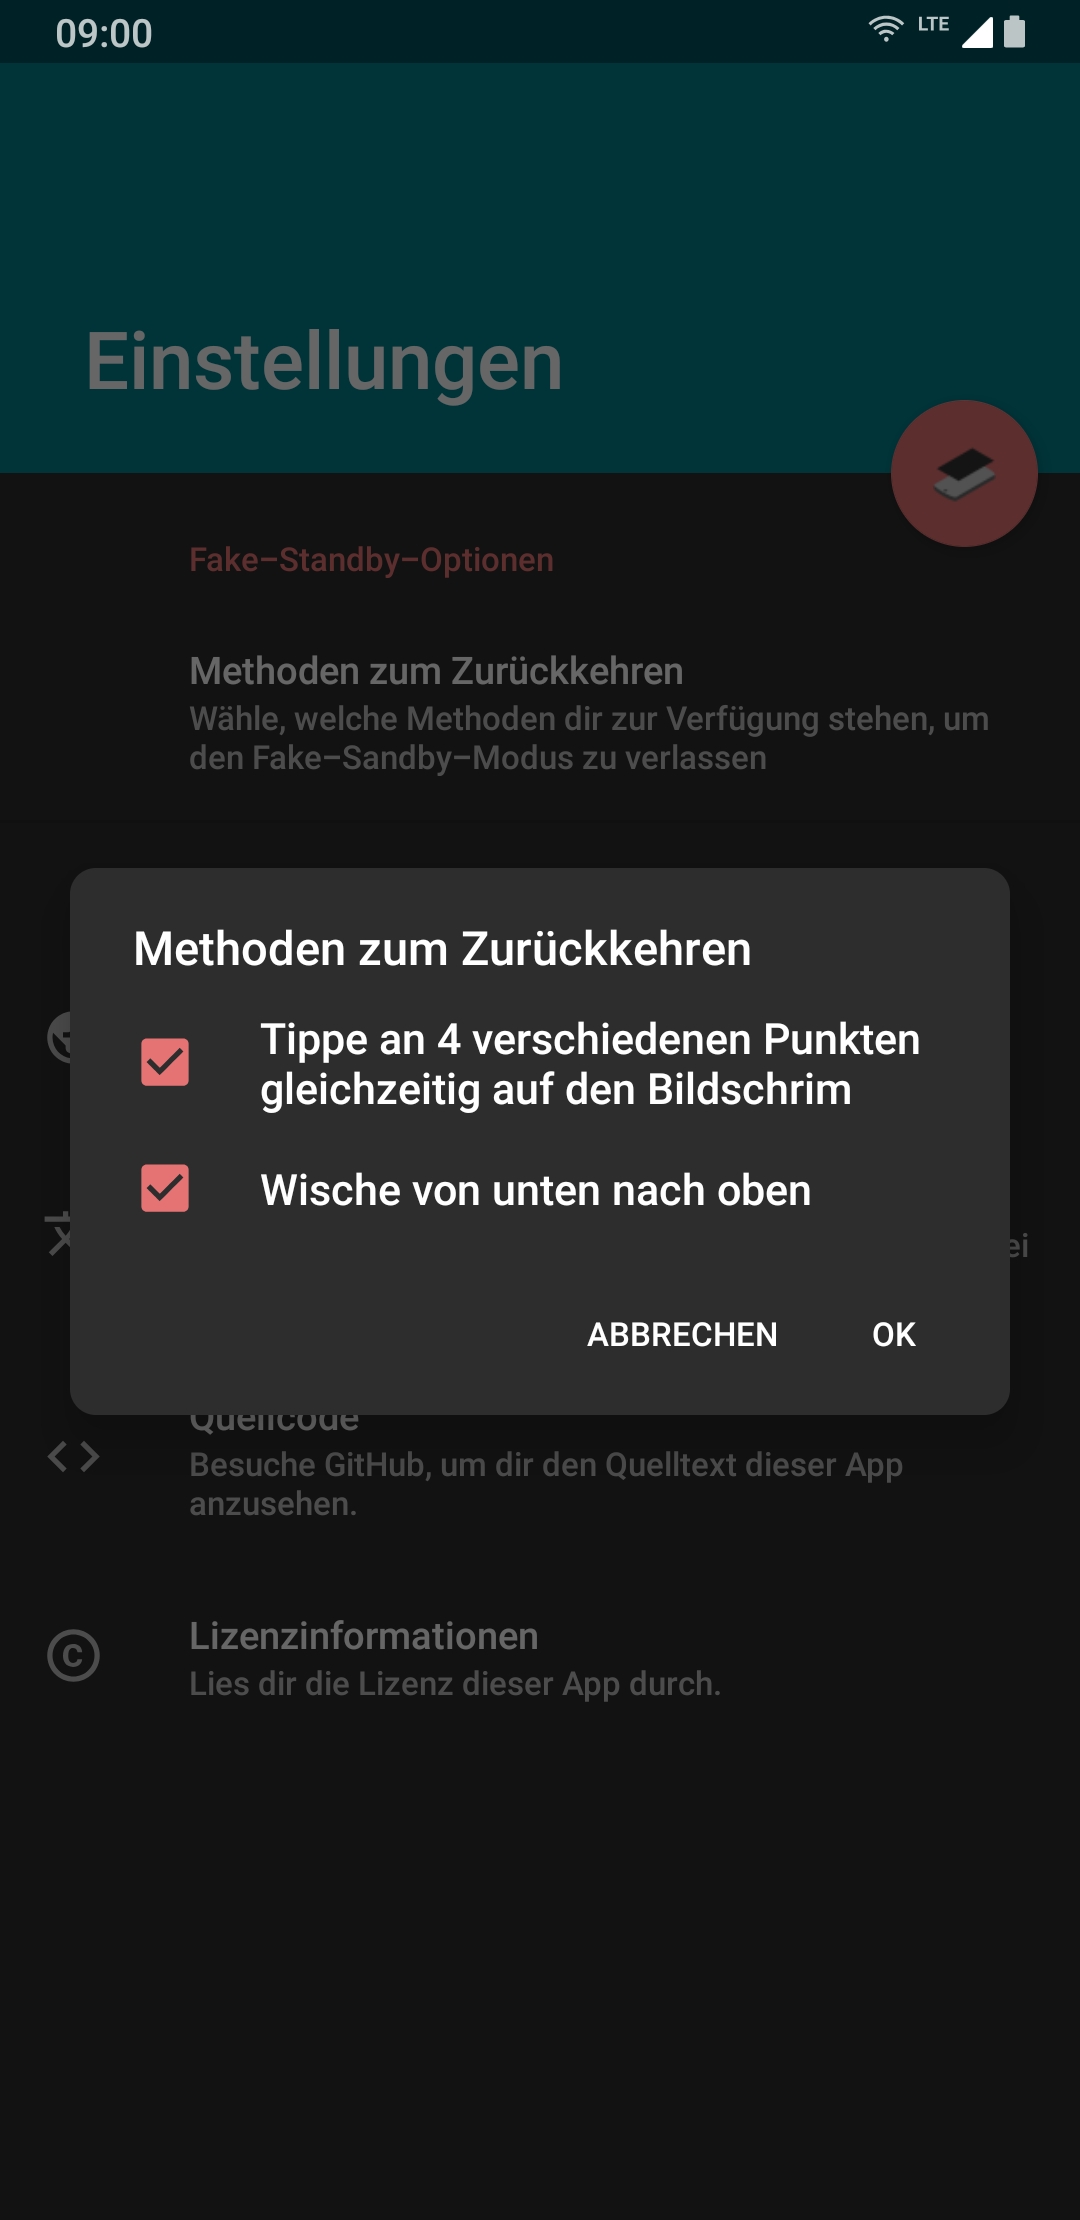 09:00
LTE
Einstellungen
Fake-Standby-Optionen
Methoden zum Zurückkehren
Wähle, welche Methoden dir zur Verfügung stehen, um
den Fake-Sandby-Modus zu verlassen
Methoden zum Zurückkehren
Tippe an 4 verschiedenen Punkten
gleichzeitig auf den Bildschrim
Wische von unten nach oben
ei
ABBRECHEN OK
Quellcode
Besuche GitHub, um dir den Quelltext dieser App
anzusehen.
Lizenzinformationen
Lies dir die Lizenz dieser App durch.